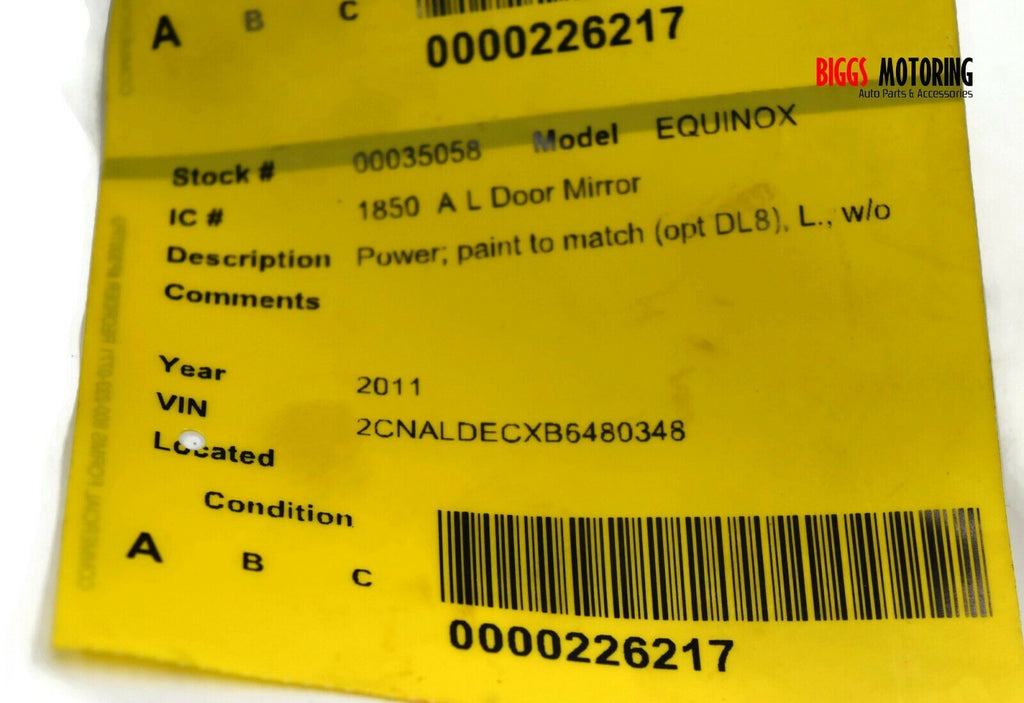 A B C
0000226217
BIGGS MOTORING
Auto Parts & Accessories
Stock # 00035058 Model EQUINOX
IC # 1850 A L Door Mirror
Description Power; paint to match (opt DL8), L., w/o
Comments
Year 2011
VIN 2CNALDECXB6480348
Located
Condition
A B C
0000226217